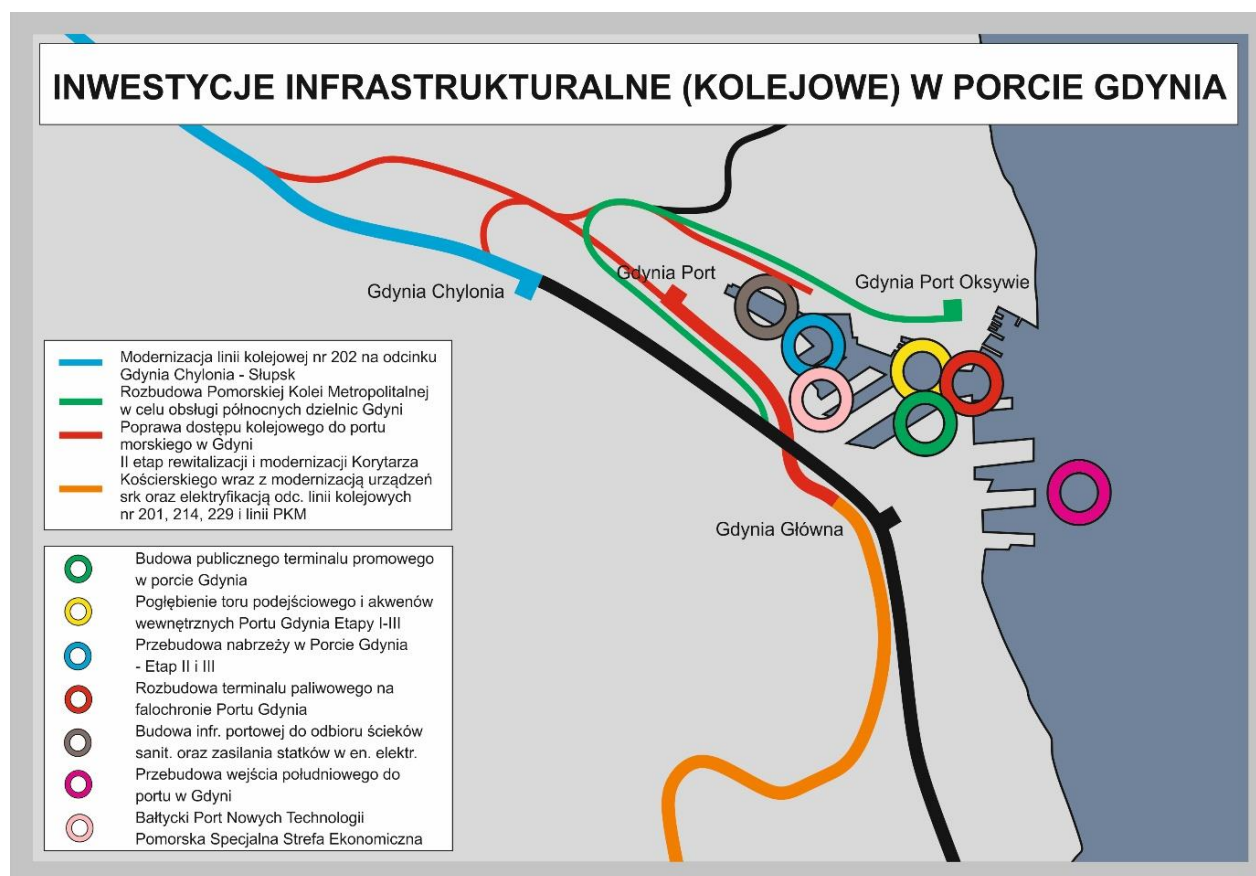 INWESTYCJE INFRASTRUKTURALNE (KOLEJOWE) W PORCIE GDYNIA
Gdynia Port
Gdynia Port Oksywie
Gdynia Chylonia
Gdynia Główna
Modernizacja linii kolejowej nr 202 na odcinku
Gdynia Chylonia - Słupsk
Rozbudowa Pomorskiej Kolei Metropolitalnej
w celu obsługi północnych dzielnic Gdyni
Poprawa dostępu kolejowego do portu
morskiego w Gdyni
II etap rewitalizacji i modernizacji Korytarza
Kościerskiego wraz z modernizacją urządzeń
srk oraz elektryfikacją odc. linii kolejowych
nr 201, 214, 229 i linii PKM
Budowa publicznego terminalu promowego
w porcie Gdynia
Pogłębienie toru podejściowego i akwenów
wewnętrznych Portu Gdynia Etapy I-III
Przebudowa nabrzeży w Porcie Gdynia
- Etap II i III
Rozbudowa terminalu paliwowego na
falochronie Portu Gdynia
Budowa infr. portowej do odbioru ścieków
sanit. oraz zasilania statków w en. elektr.
Przebudowa wejścia południowego do
portu w Gdyni
Bałtycki Port Nowych Technologii
Pomorska Specjalna Strefa Ekonomiczna